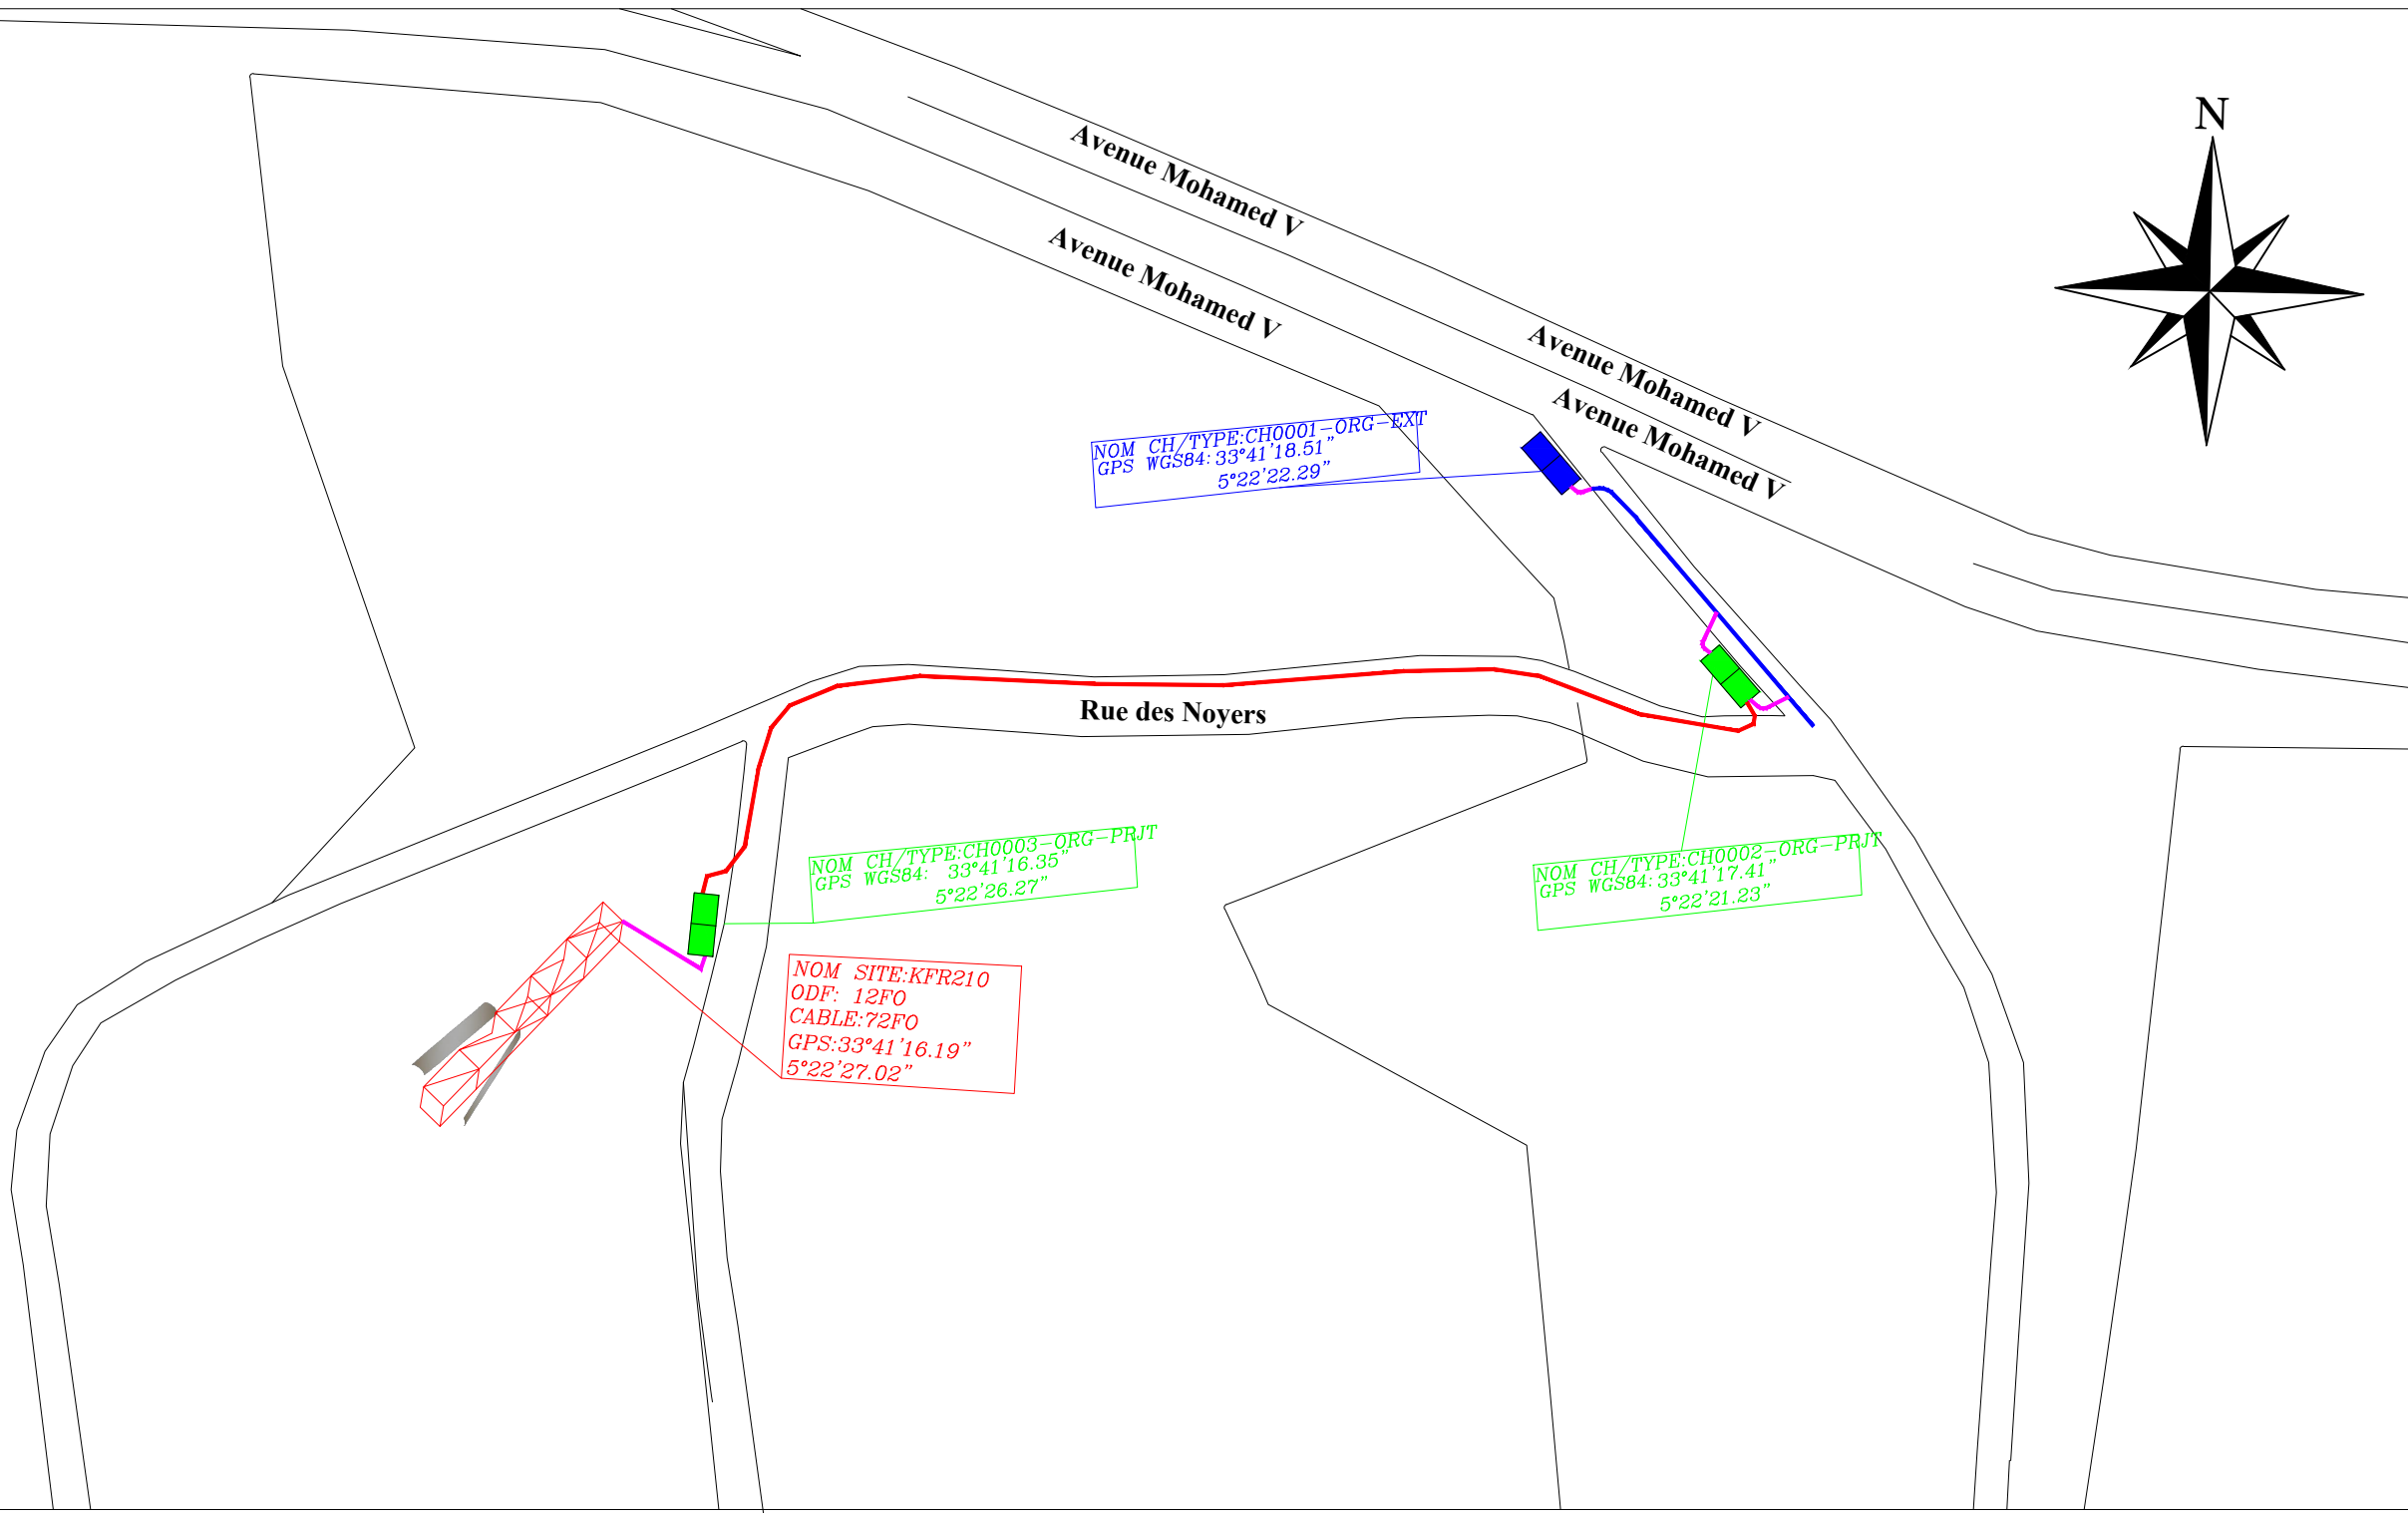 N
Avenue Mohamed V
Avenue Mohamed V
Avenue Mohamed V
Avenue Mohamed V
NOM CH/TYPE:CH0001-ORG-EXT
GPS WGS84: 33°41'18.51"
5°22'22.29"
Rue des Noyers
NOM CH/TYPE:CH0003-ORG-PRJT
GPS WGS84: 33°41'16.35"
5°22'26.27"
NOM CH/TYPE:CH0002-ORG-PRJT
GPS WGS84: 33°41'17.41"
5°22'21.23"
NOM SITE:KFR210
ODF: 12FO
CABLE:72FO
GPS:33°41'16.19"
5°22'27.02"